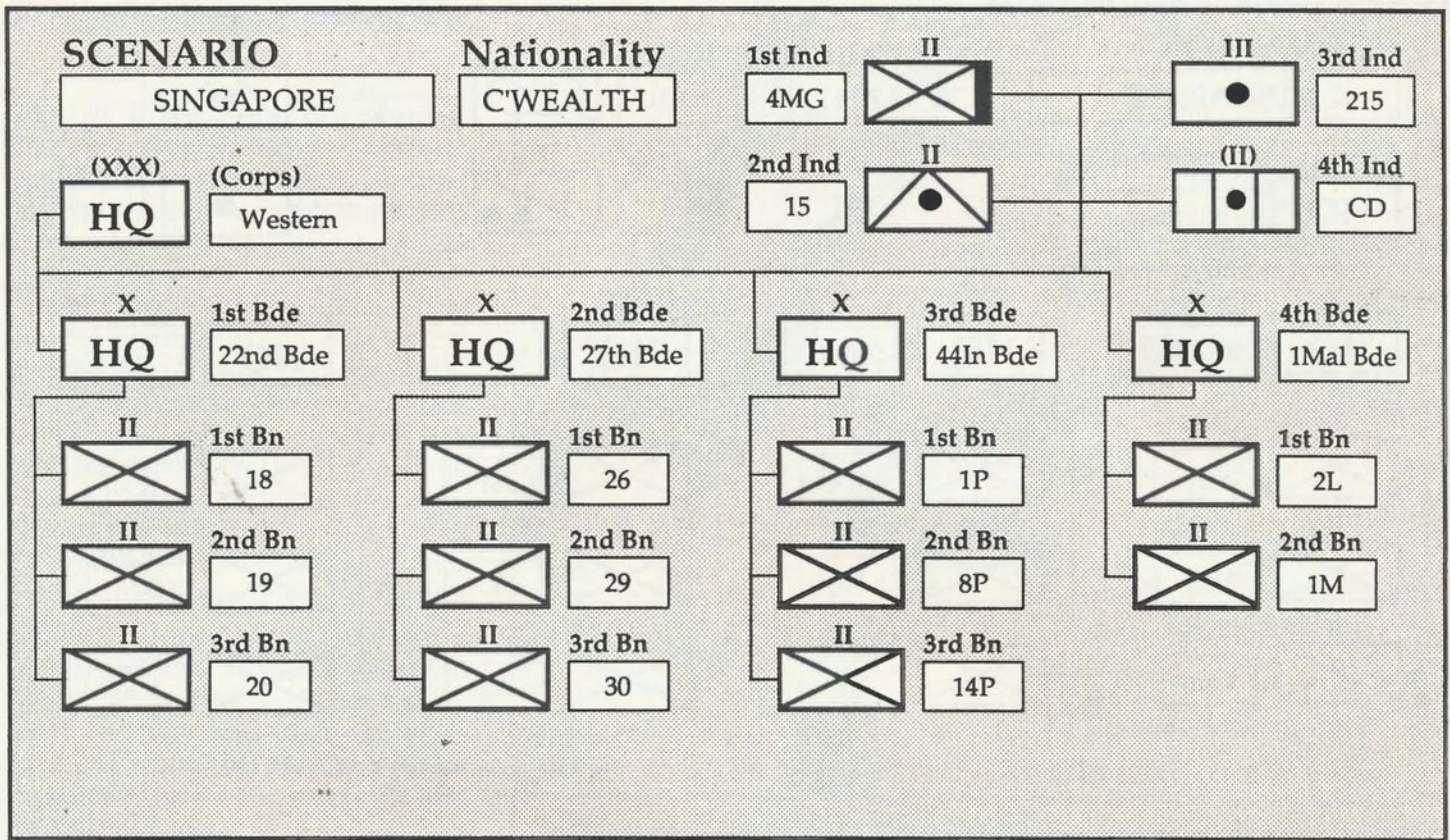 SCENARIO
SINGAPORE
Nationality
C'WEALTH
1st Ind
4MG
II
III
3rd Ind
215
2nd Ind
15
II
(II)
4th Ind
CD
(XXX)
HQ
(Corps)
Western
X
HQ
1st Bde
22nd Bde
X
HQ
2nd Bde
27th Bde
X
HQ
3rd Bde
44In Bde
X
HQ
4th Bde
1Mal Bde
II
1st Bn
18
II
1st Bn
26
II
1st Bn
1P
II
1st Bn
2L
II
2nd Bn
19
II
2nd Bn
29
II
2nd Bn
8P
II
2nd Bn
1M
II
3rd Bn
20
II
3rd Bn
30
II
3rd Bn
14P